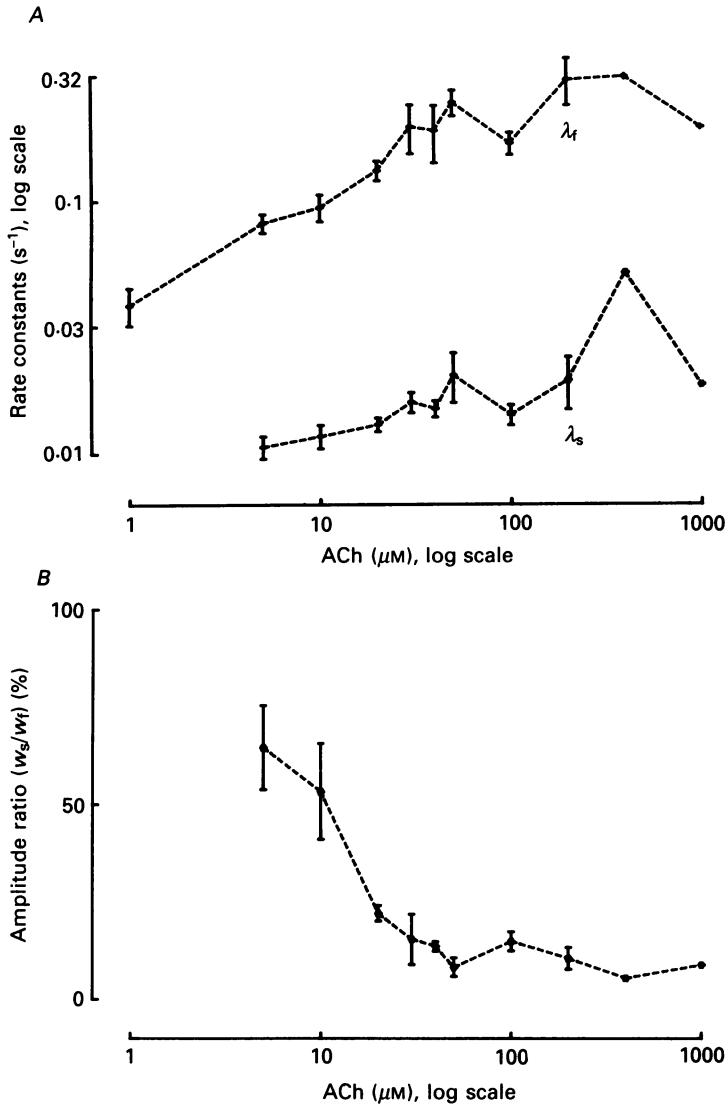 A
Rate constants (s⁻¹), log scale
0·32
0·1
0·03
0·01
λf
λs
1 10 100 1000
ACh (μM), log scale
B
Amplitude ratio (ws/wf) (%)
100
50
0
1 10 100 1000
ACh (μM), log scale